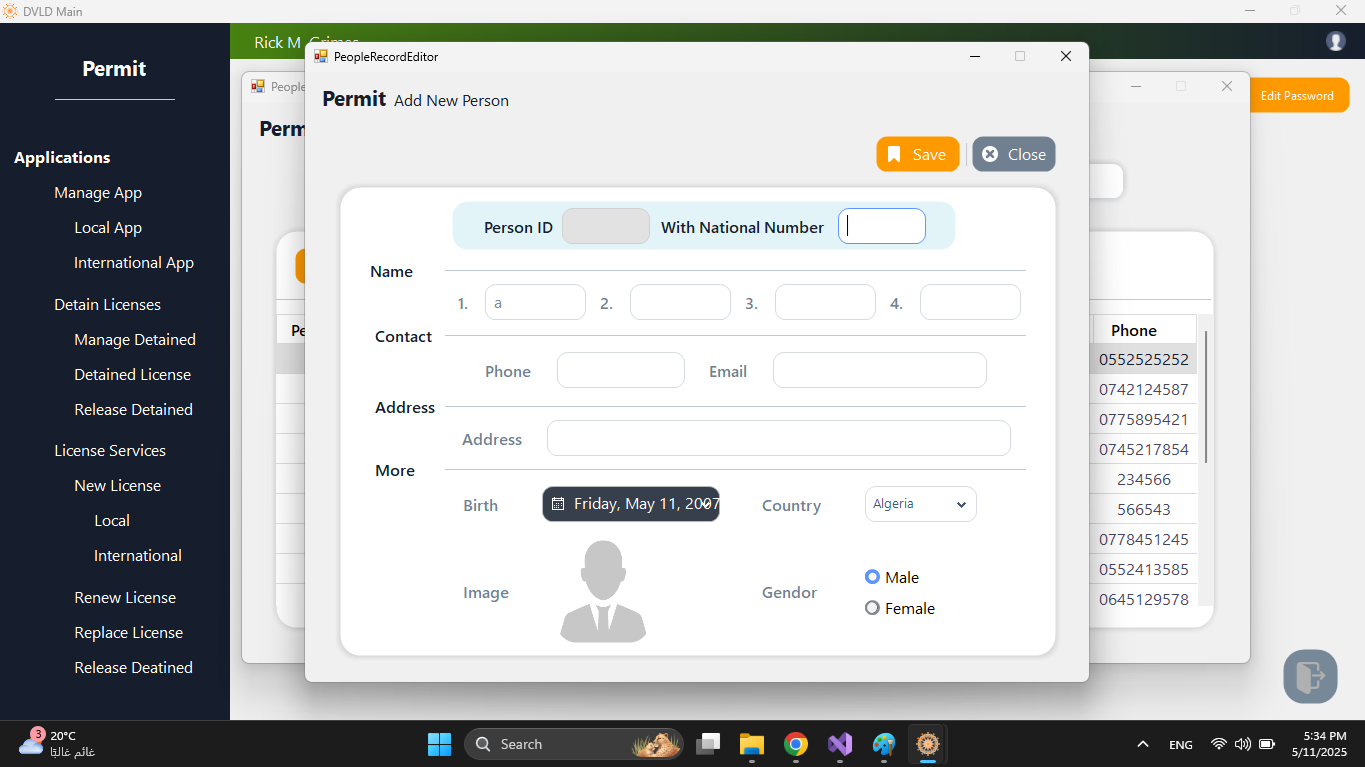 DVLD Main
Permit
Applications
Manage App
Local App
International App
Detain Licenses
Manage Detained
Detained License
Release Detained
License Services
New License
Local
International
Renew License
Replace License
Release Deatined
Rick M Grimes
Edit Password
PeopleRecordEditor
Permit Add New Person
Save
Close
Person ID
With National Number
Name
1. a 2. 3. 4.
Contact
Phone
Email
Address
Address
More
Birth
Friday, May 11, 2007
Country
Algeria
Image
Gendor
Male
Female
People
Perm
Pe
Phone
0552525252
0742124587
0775895421
0745217854
234566
566543
0778451245
0552413585
0645129578
3
20°C
غائم غالبًا
Search
ENG
5:34 PM
5/11/2025